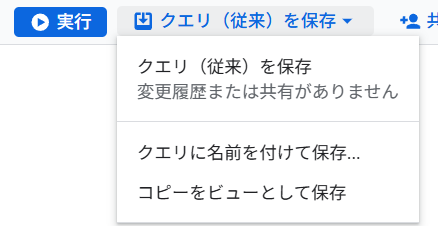 実行
クエリ（従来）を保存
共
クエリ（従来）を保存
変更履歴または共有がありません
クエリに名前を付けて保存...
コピーをビューとして保存